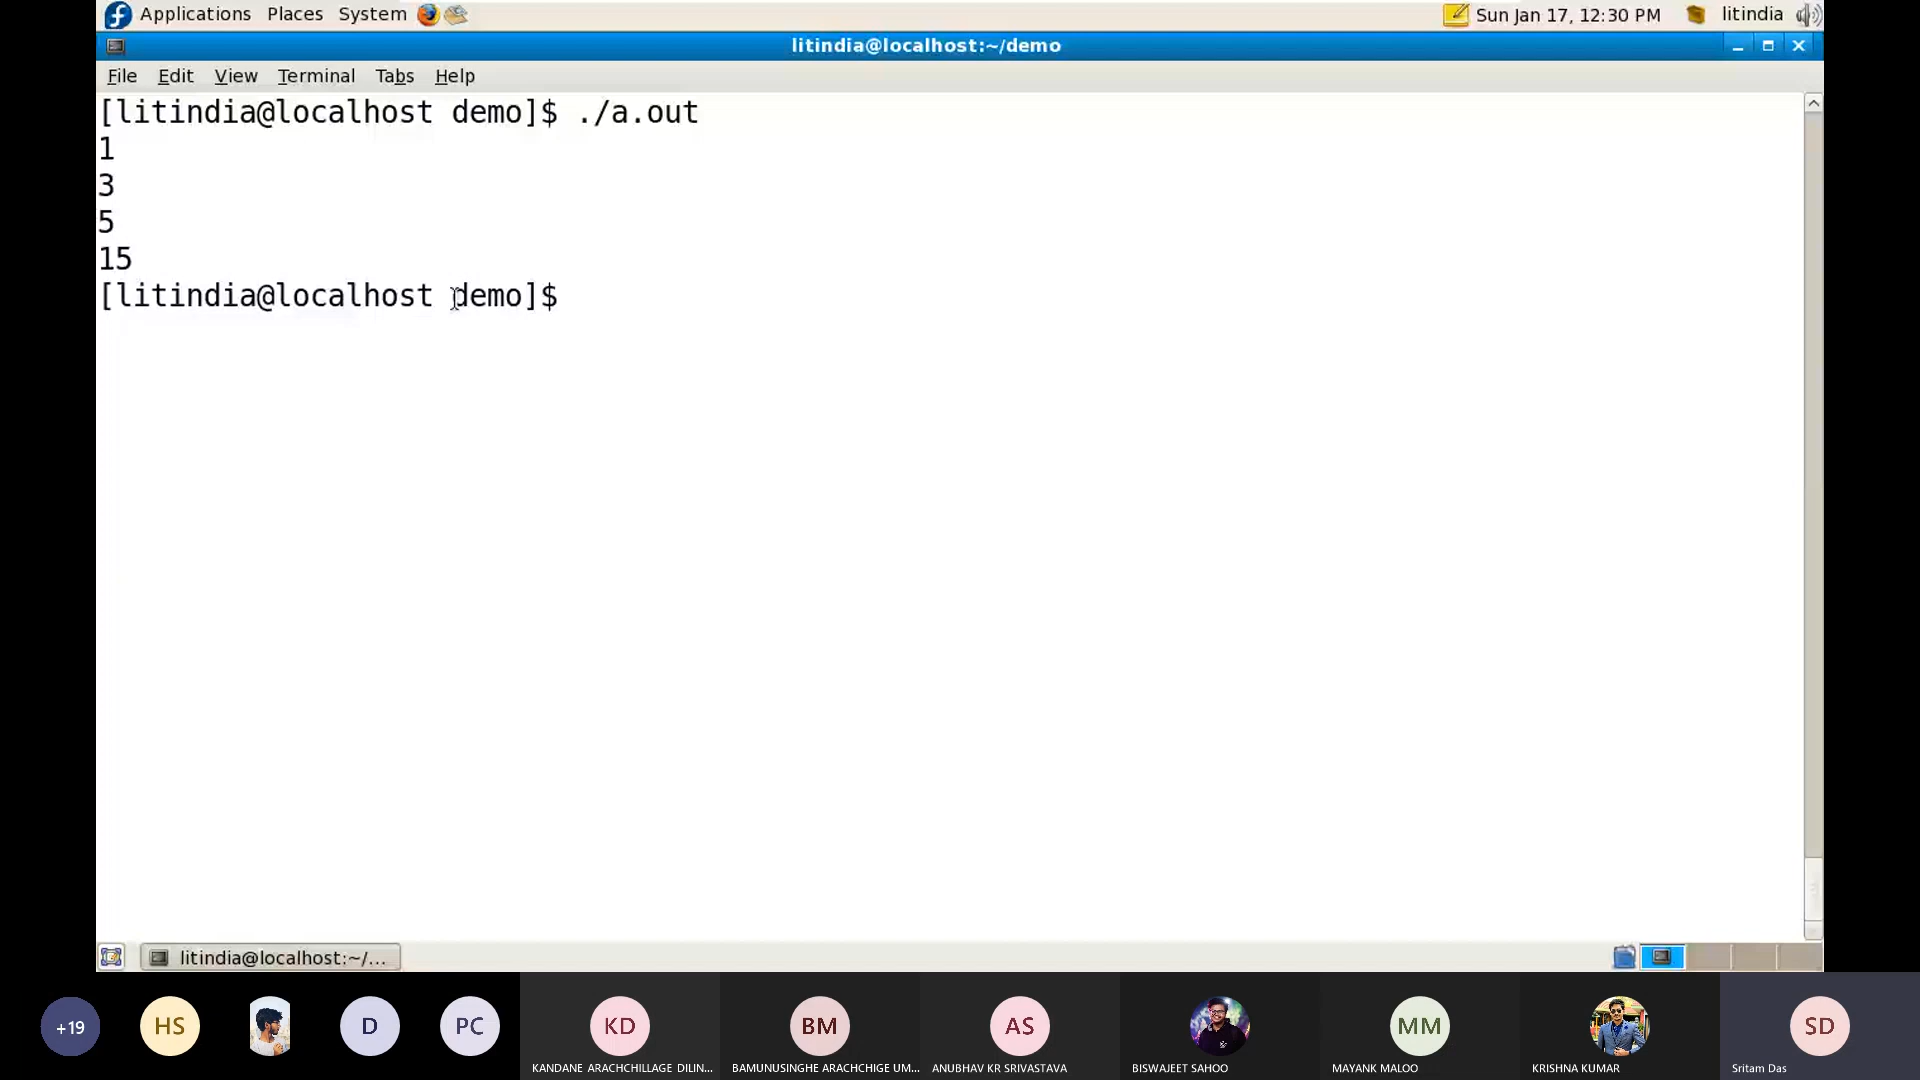 Applications Places System Sun Jan 17, 12:30 PM litindia
litindia@localhost:~/demo
File Edit View Terminal Tabs Help
[litindia@localhost demo]$ ./a.out
1
3
5
15
[litindia@localhost demo]$
litindia@localhost:~/...
+19 HS D PC KD BM AS MM SD
KANDANE ARACHCHILLAGE DILIN... BAMUNUSINGHE ARACHCHIGE UM... ANUBHAV KR SRIVASTAVA BISWAJEET SAHOO MAYANK MALOO KRISHNA KUMAR Sritam Das